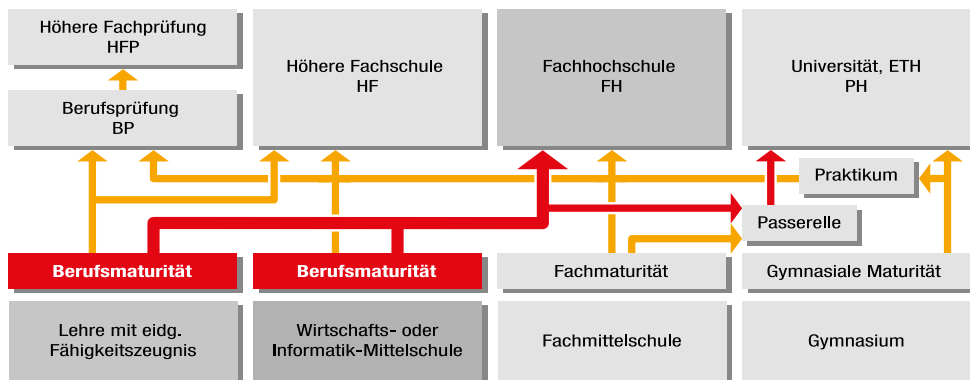 Höhere Fachprüfung
HFP
Höhere Fachschule
HF
Fachhochschule
FH
Universität, ETH
PH
Berufsprüfung
BP
Praktikum
Passerelle
Berufsmaturität
Berufsmaturität
Fachmaturität
Gymnasiale Maturität
Lehre mit eidg.
Fähigkeitszeugnis
Wirtschafts- oder
Informatik-Mittelschule
Fachmittelschule
Gymnasium